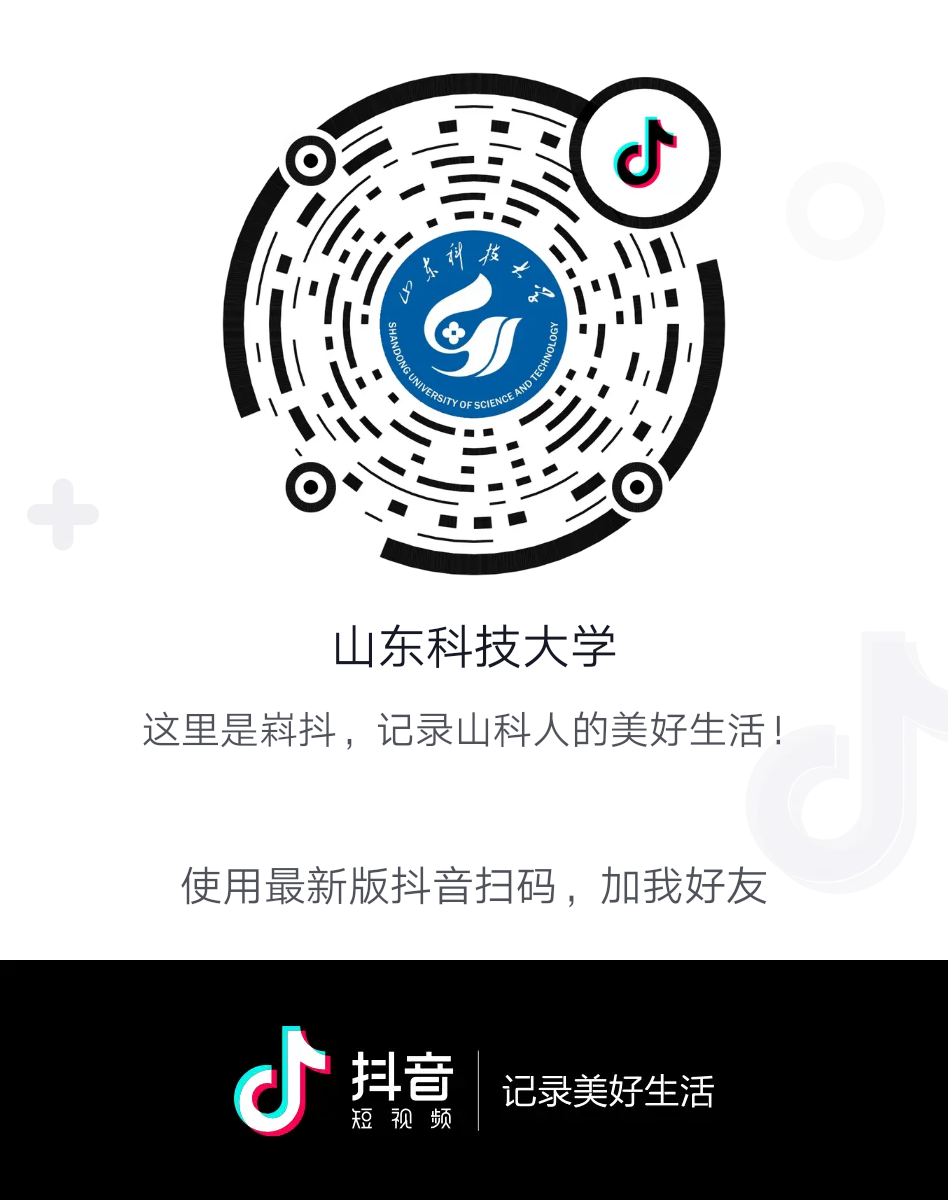 山东科技大学
SHANDONG UNIVERSITY OF SCIENCE AND TECHNOLOGY
山东科技大学
这里是嵙抖，记录山科人的美好生活！
使用最新版抖音扫码，加我好友
抖音
短视频
记录美好生活